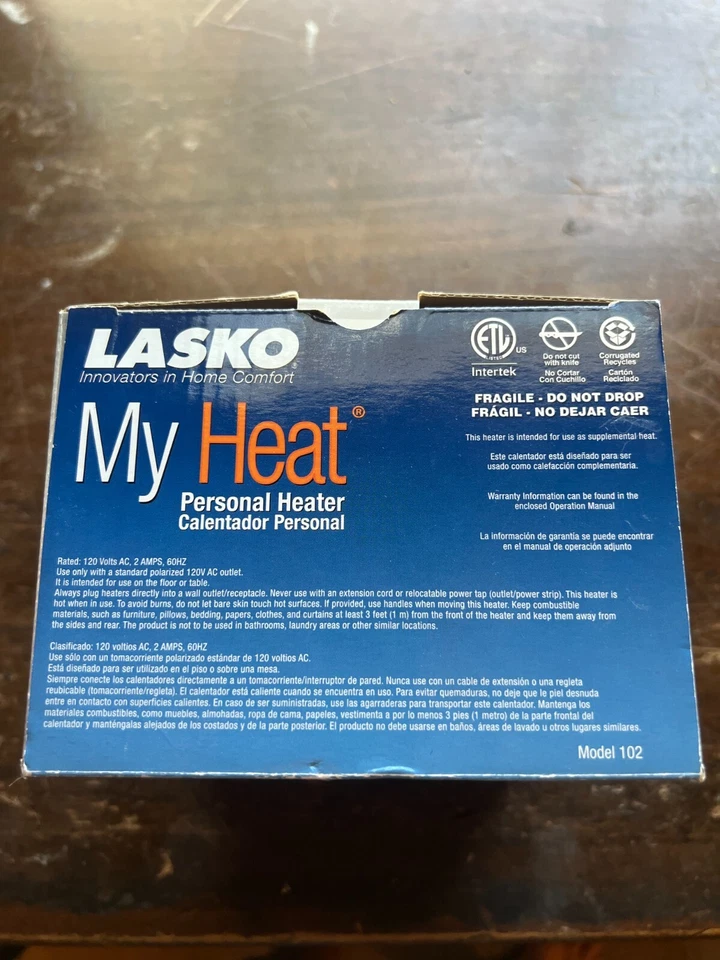 LASKO®
Innovators in Home Comfort
My Heat®
Personal Heater
Calentador Personal
ETL
LISTED
US
Intertek
Do not cut
with knife
No Cortar
Con Cuchillo
Corrugated
Recycles
Cartón
Reciclado
FRAGILE - DO NOT DROP
FRÁGIL - NO DEJAR CAER
This heater is intended for use as supplemental heat.
Este calentador está diseñado para ser
usado como calefacción complementaria.
Warranty Information can be found in the
enclosed Operation Manual
La información de garantía se puede encontrar
en el manual de operación adjunto
Rated: 120 Volts AC, 2 AMPS, 60HZ
Use only with a standard polarized 120V AC outlet.
It is intended for use on the floor or table.
Always plug heaters directly into a wall outlet/receptacle. Never use with an extension cord or relocatable power tap (outlet/power strip). This heater is
hot when in use. To avoid burns, do not let bare skin touch hot surfaces. If provided, use handles when moving this heater. Keep combustible
materials, such as furniture, pillows, bedding, papers, clothes, and curtains at least 3 feet (1 m) from the front of the heater and keep them away from
the sides and rear. The product is not to be used in bathrooms, laundry areas or other similar locations.
Clasificado: 120 voltios AC, 2 AMPS, 60HZ
Use sólo con un tomacorriente polarizado estándar de 120 voltios AC.
Está diseñado para ser utilizado en el piso o sobre una mesa.
Siempre conecte los calentadores directamente a un tomacorriente/interruptor de pared. Nunca use con un cable de extensión o una regleta
reubicable (tomacorriente/regleta). El calentador está caliente cuando se encuentra en uso. Para evitar quemaduras, no deje que le piel desnuda
entre en contacto con superficies calientes. En caso de ser suministradas, use las agarraderas para transportar este calentador. Mantenga los
materiales combustibles, como muebles, almohadas, ropa de cama, papeles, vestimenta a por lo menos 3 pies (1 metro) de la parte frontal del
calentador y manténgalas alejados de los costados y de la parte posterior. El producto no debe usarse en baños, áreas de lavado u otros lugares similares.
Model 102